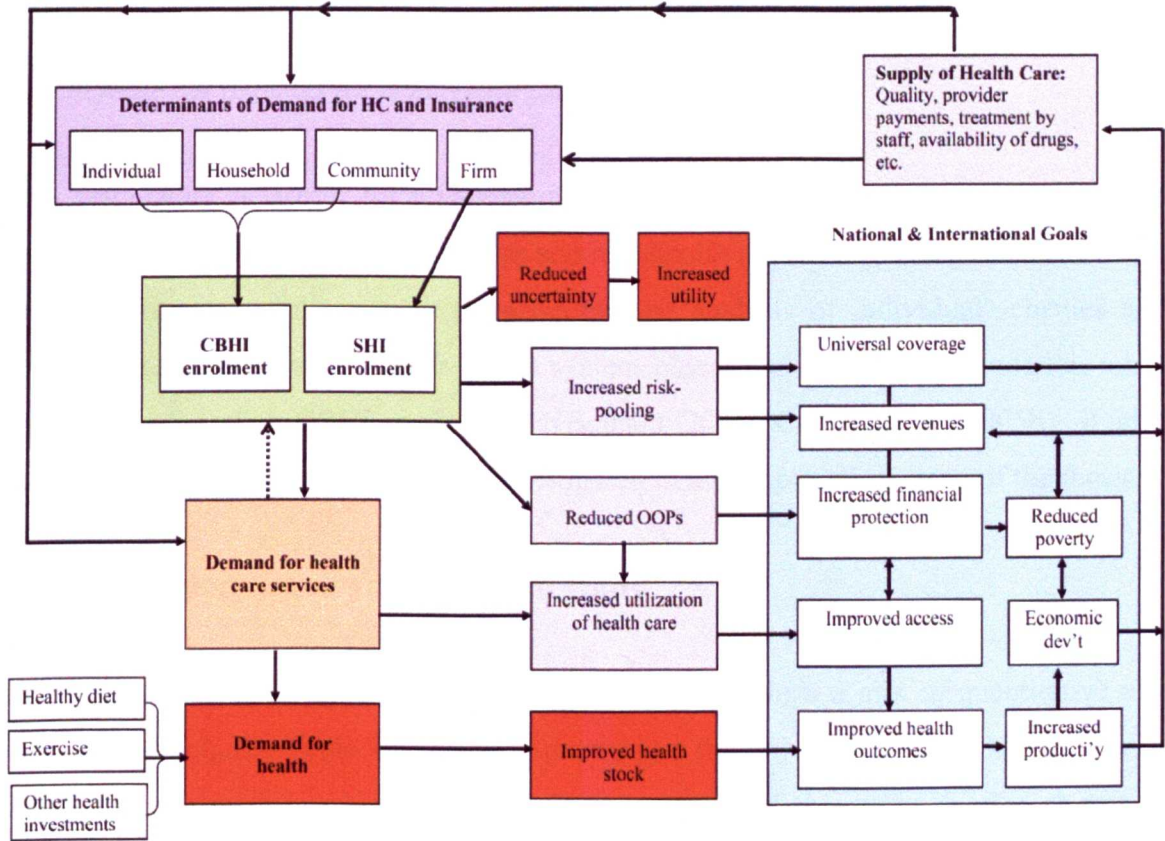 Supply of Health Care:
Quality, provider
payments, treatment by
staff, availability of drugs,
etc.
Determinants of Demand for HC and Insurance
Individual
Household
Community
Firm
National & International Goals
Reduced
uncertainty
Increased
utility
CBHI
enrolment
SHI
enrolment
Increased risk-
pooling
Universal coverage
Increased revenues
Reduced OOPs
Increased financial
protection
Reduced
poverty
Demand for health
care services
Increased utilization
of health care
Improved access
Economic
dev't
Healthy diet
Exercise
Other health
investments
Demand for
health
Improved health
stock
Improved health
outcomes
Increased
producti'y